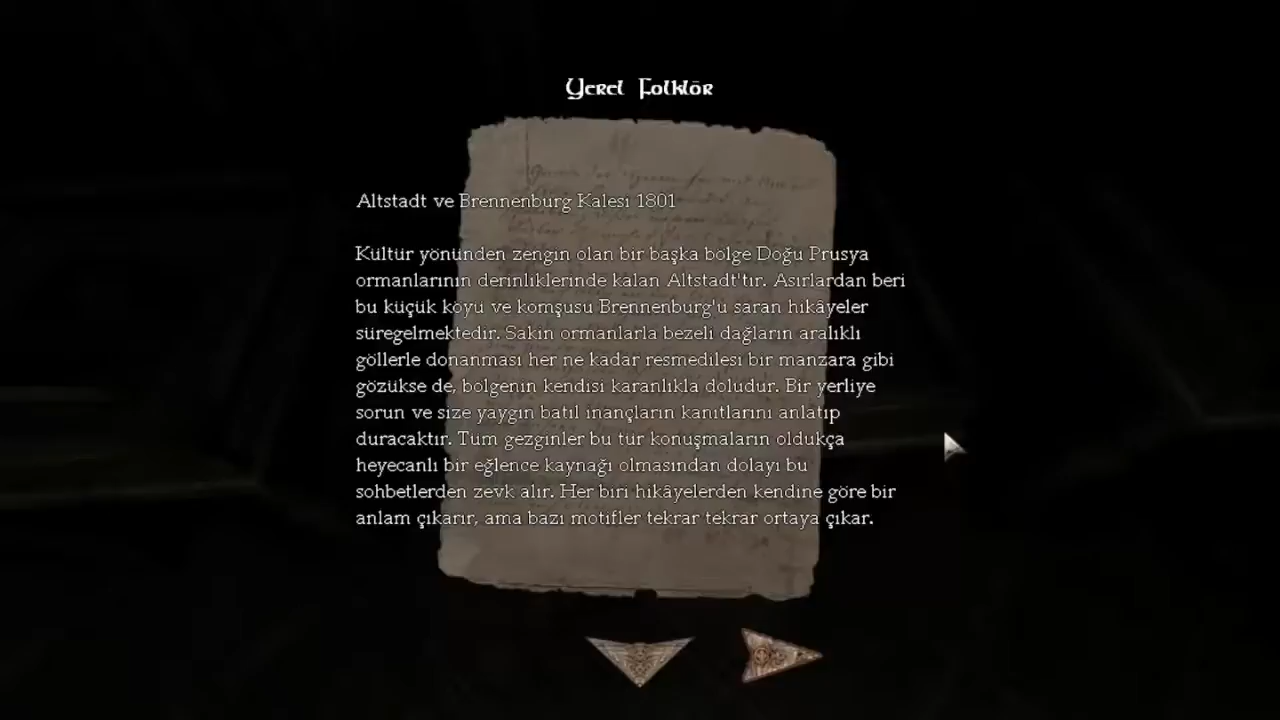 Yerel Folklör
Altstadt ve Brennenburg Kalesi 1801
Kültür yönünden zengin olan bir başka bölge Doğu Prusya
ormanlarının derinliklerinde kalan Altstadt'tır. Asırlardan beri
bu küçük köyü ve komşusu Brennenburg'u saran hikâyeler
süregelmektedir. Sakin ormanlarla bezeli dağların aralıklı
göllerle donanması her ne kadar resmedilesi bir manzara gibi
gözükse de, bölgenin kendisi karanlıkla doludur. Bir yerliye
sorun ve size yaygın batıl inançların kanıtlarını anlatıp
duracaktır. Tüm gezginler bu tür konuşmaların oldukça
heyecanlı bir eğlence kaynağı olmasından dolayı bu
sohbetlerden zevk alır. Her biri hikâyelerden kendine göre bir
anlam çıkarır, ama bazı motifler tekrar tekrar ortaya çıkar.